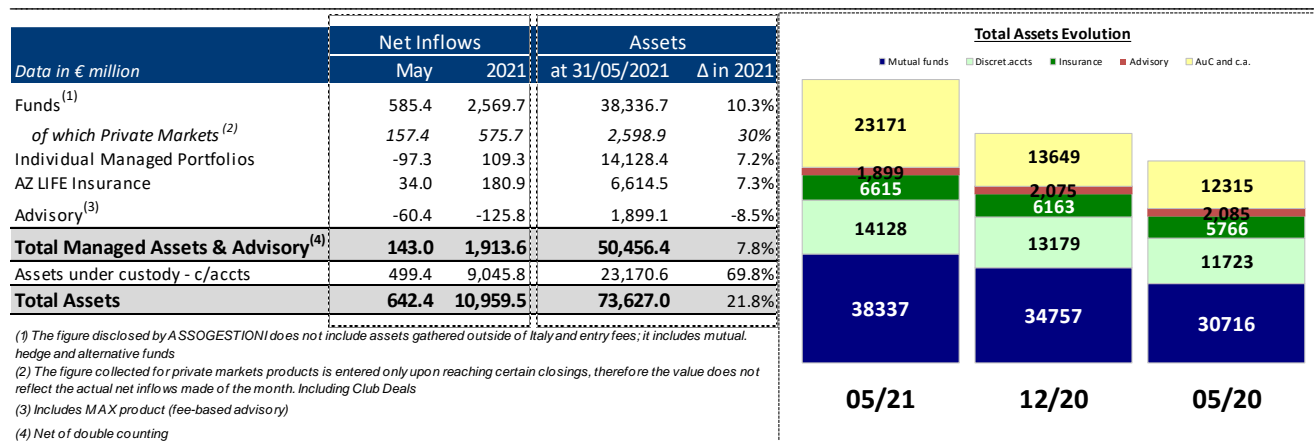 Net Inflows Assets
Data in € million May 2021 at 31/05/2021 Δ in 2021
Funds(1) 585.4 2,569.7 38,336.7 10.3%
of which Private Markets (2) 157.4 575.7 2,598.9 30%
Individual Managed Portfolios -97.3 109.3 14,128.4 7.2%
AZ LIFE Insurance 34.0 180.9 6,614.5 7.3%
Advisory(3) -60.4 -125.8 1,899.1 -8.5%
Total Managed Assets & Advisory(4) 143.0 1,913.6 50,456.4 7.8%
Assets under custody - c/accts 499.4 9,045.8 23,170.6 69.8%
Total Assets 642.4 10,959.5 73,627.0 21.8%
(1) The figure disclosed by ASSOGESTIONI does not include assets gathered outside of Italy and entry fees; it includes mutual.
hedge and alternative funds
(2) The figure collected for private markets products is entered only upon reaching certain closings, therefore the value does not
reflect the actual net inflows made of the month. Including Club Deals
(3) Includes MAX product (fee-based advisory)
(4) Net of double counting
Total Assets Evolution
Mutual funds Discret.accts Insurance Advisory AuC and c.a.
23171
1,899
6615
14128
38337
05/21
13649
2,075
6163
13179
34757
12/20
12315
2,085
5766
11723
30716
05/20